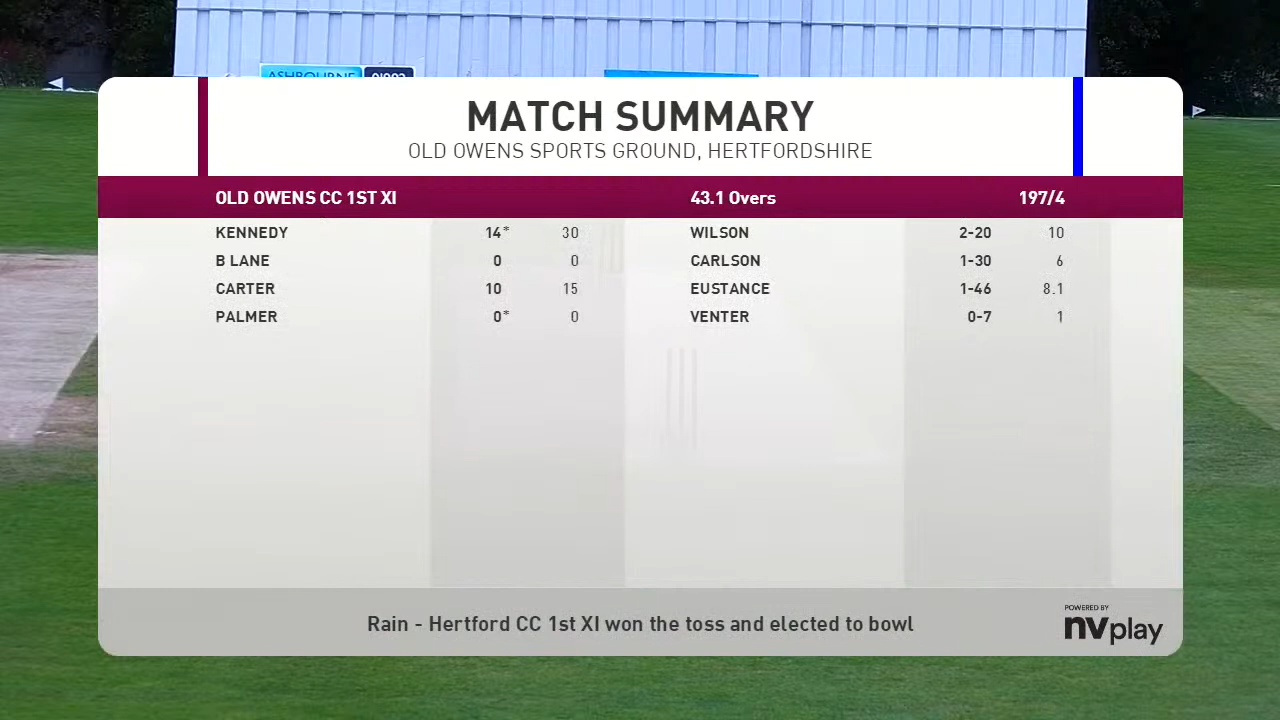 ASHBOURNE
MATCH SUMMARY
OLD OWENS SPORTS GROUND, HERTFORDSHIRE
OLD OWENS CC 1ST XI 43.1 Overs 197/4
KENNEDY 14* 30 WILSON 2-20 10
B LANE 0 0 CARLSON 1-30 6
CARTER 10 15 EUSTANCE 1-46 8.1
PALMER 0* 0 VENTER 0-7 1
Rain - Hertford CC 1st XI won the toss and elected to bowl
POWERED BY
nvplay